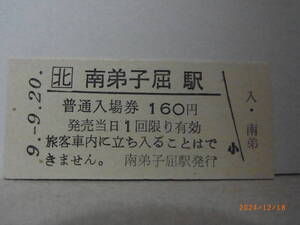 9.-9.20.
北 南弟子屈駅
普通入場券 160円
発売当日1回限り有効
旅客車内に立ち入ることはで
きません。 南弟子屈駅発行
小
入・南弟
2024/12/18